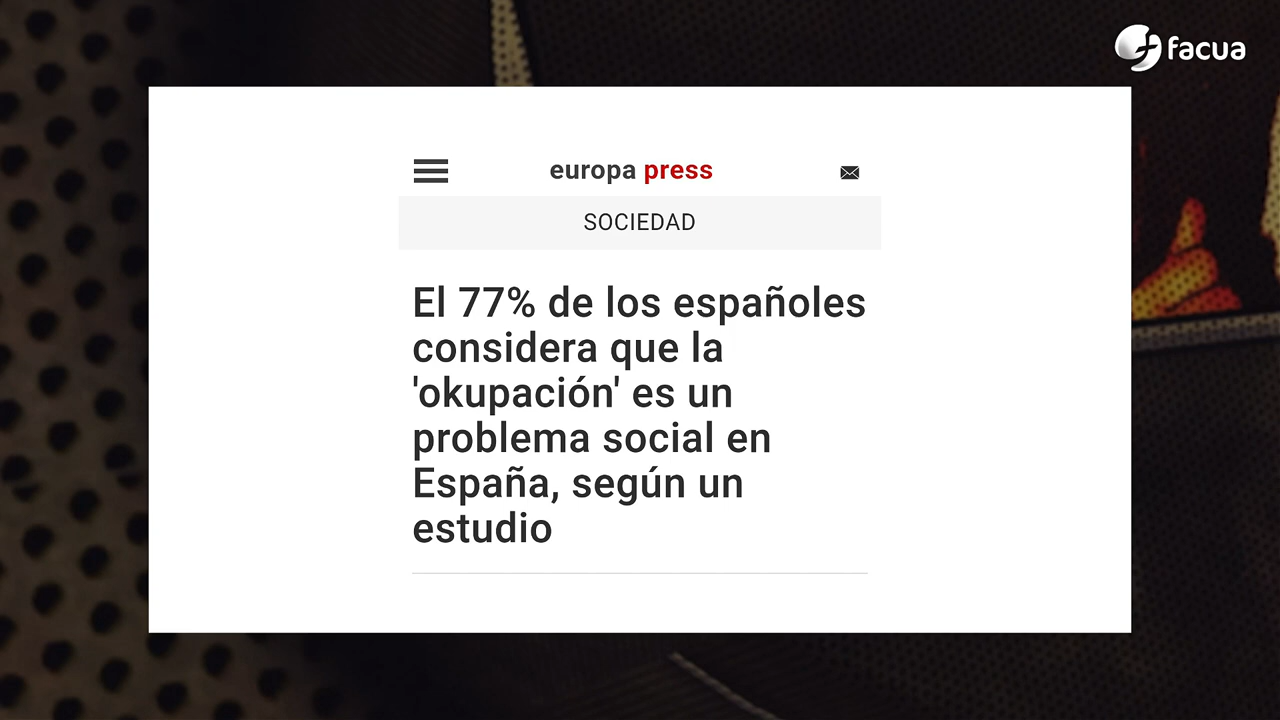 facua
europa press
SOCIEDAD
El 77% de los españoles
considera que la
'okupación' es un
problema social en
España, según un
estudio